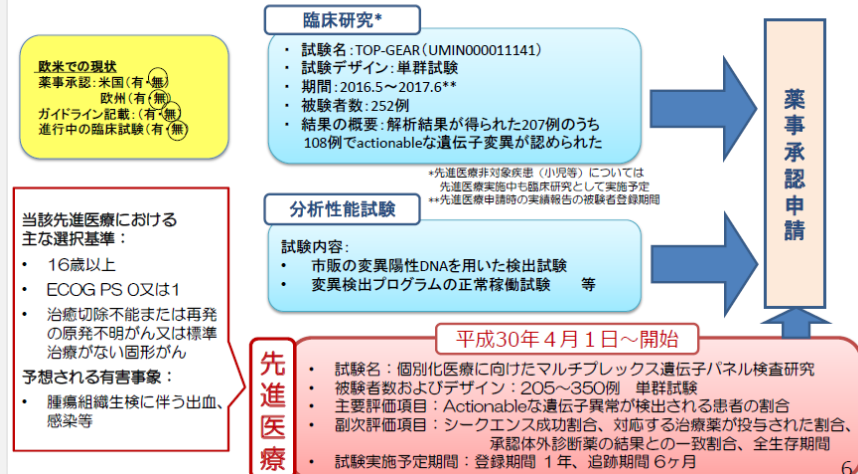 臨床研究*
・ 試験名：TOP-GEAR（UMIN000011141）
・ 試験デザイン：単群試験
・ 期間：2016.5～2017.6**
・ 被験者数：252例
・ 結果の概要：解析結果が得られた207例のうち
108例でactionableな遺伝子変異が認められた
欧米での現状
薬事承認：米国（有・無）
欧州（有・無）
ガイドライン記載：（有・無）
進行中の臨床試験（有・無）
*先進医療非対象疾患（小児等）については
先進医療実施中も臨床研究として実施予定
**先進医療申請時の実績報告の被験者登録期間
分析性能試験
試験内容：
・ 市販の変異陽性DNAを用いた検出試験
・ 変異検出プログラムの正常稼働試験 等
薬事承認申請
当該先進医療における
主な選択基準：
・ 16歳以上
・ ECOG PS 0又は1
・ 治癒切除不能または再発
の原発不明がん又は標準
治療がない固形がん
予想される有害事象：
・ 腫瘍組織生検に伴う出血、
感染等
先進医療
平成30年４月１日～開始
・ 試験名：個別化医療に向けたマルチプレックス遺伝子パネル検査研究
・ 被験者数およびデザイン：205～350例 単群試験
・ 主要評価項目：Actionableな遺伝子異常が検出される患者の割合
・ 副次評価項目：シークエンス成功割合、対応する治療薬が投与された割合、
承認体外診断薬の結果との一致割合、全生存期間
・ 試験実施予定期間：登録期間 １年、追跡期間 ６ヶ月
6